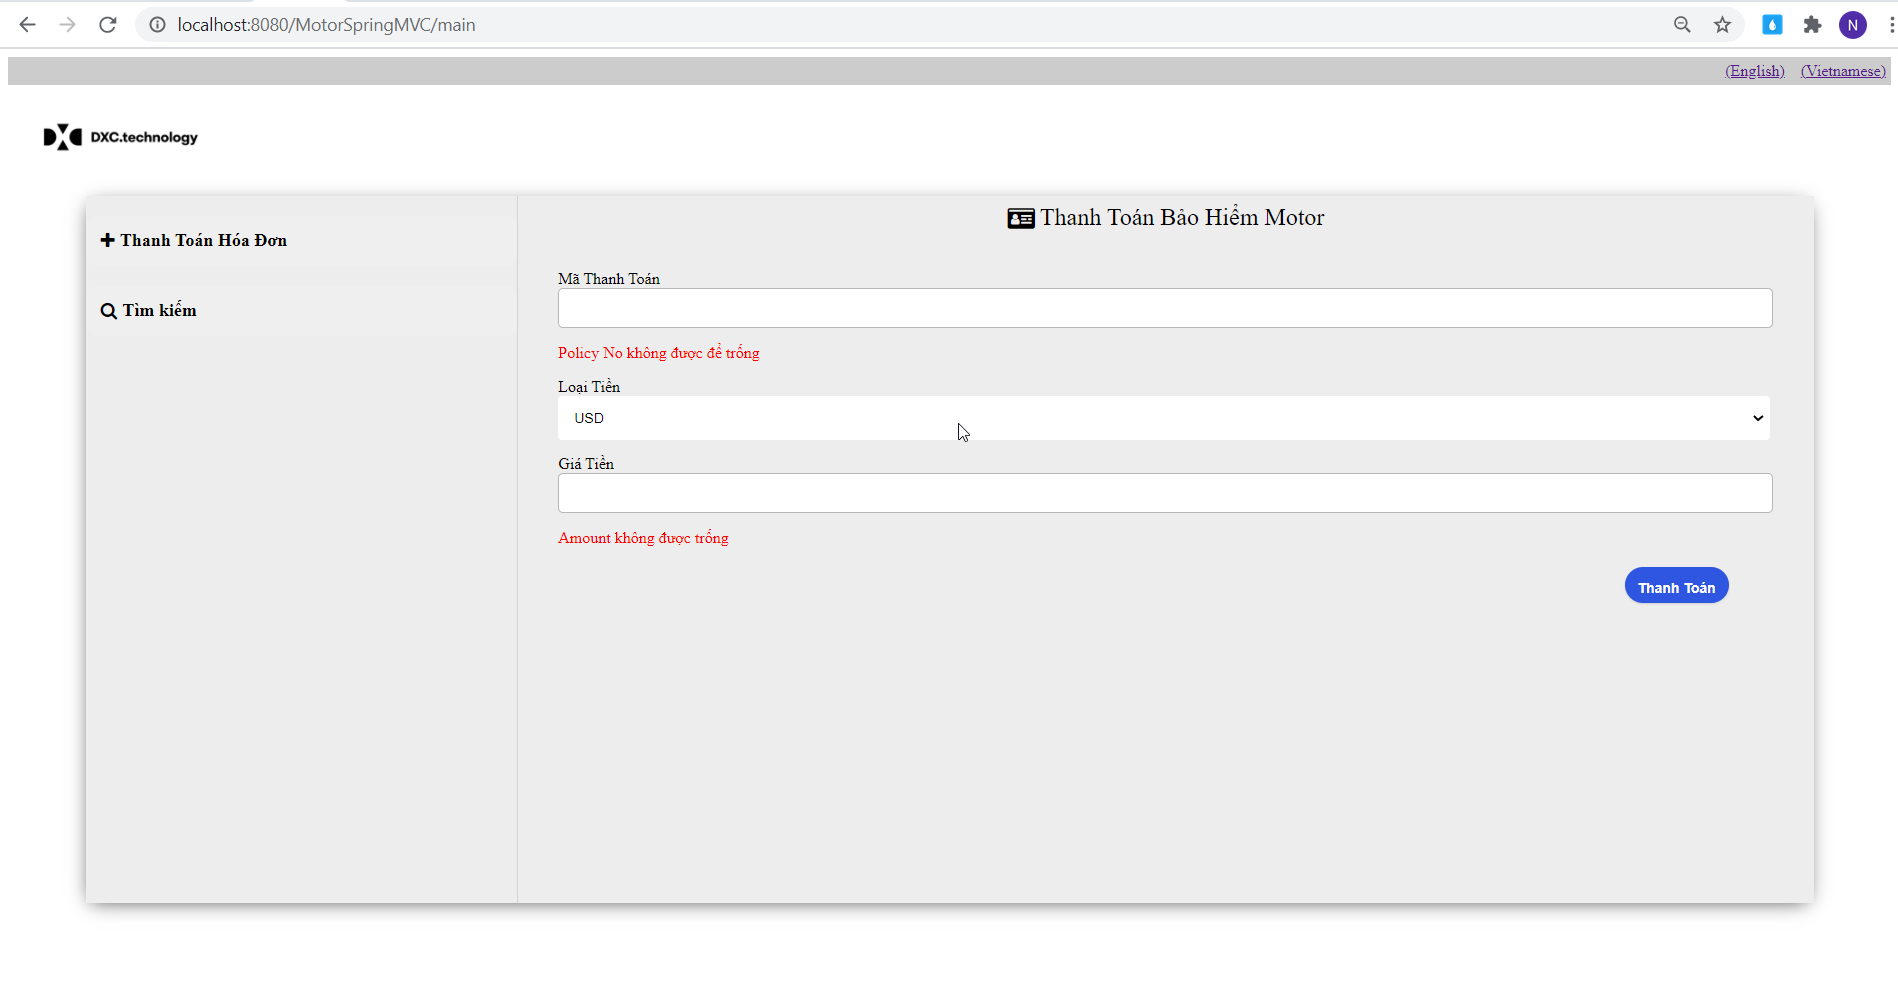 localhost:8080/MotorSpringMVC/main
N
(English) (Vietnamese)
DXC.technology
Thanh Toán Hóa Đơn
Tìm kiếm
Thanh Toán Bảo Hiểm Motor
Mã Thanh Toán
Policy No không được để trống
Loại Tiền
USD
Giá Tiền
Amount không được trống
Thanh Toán